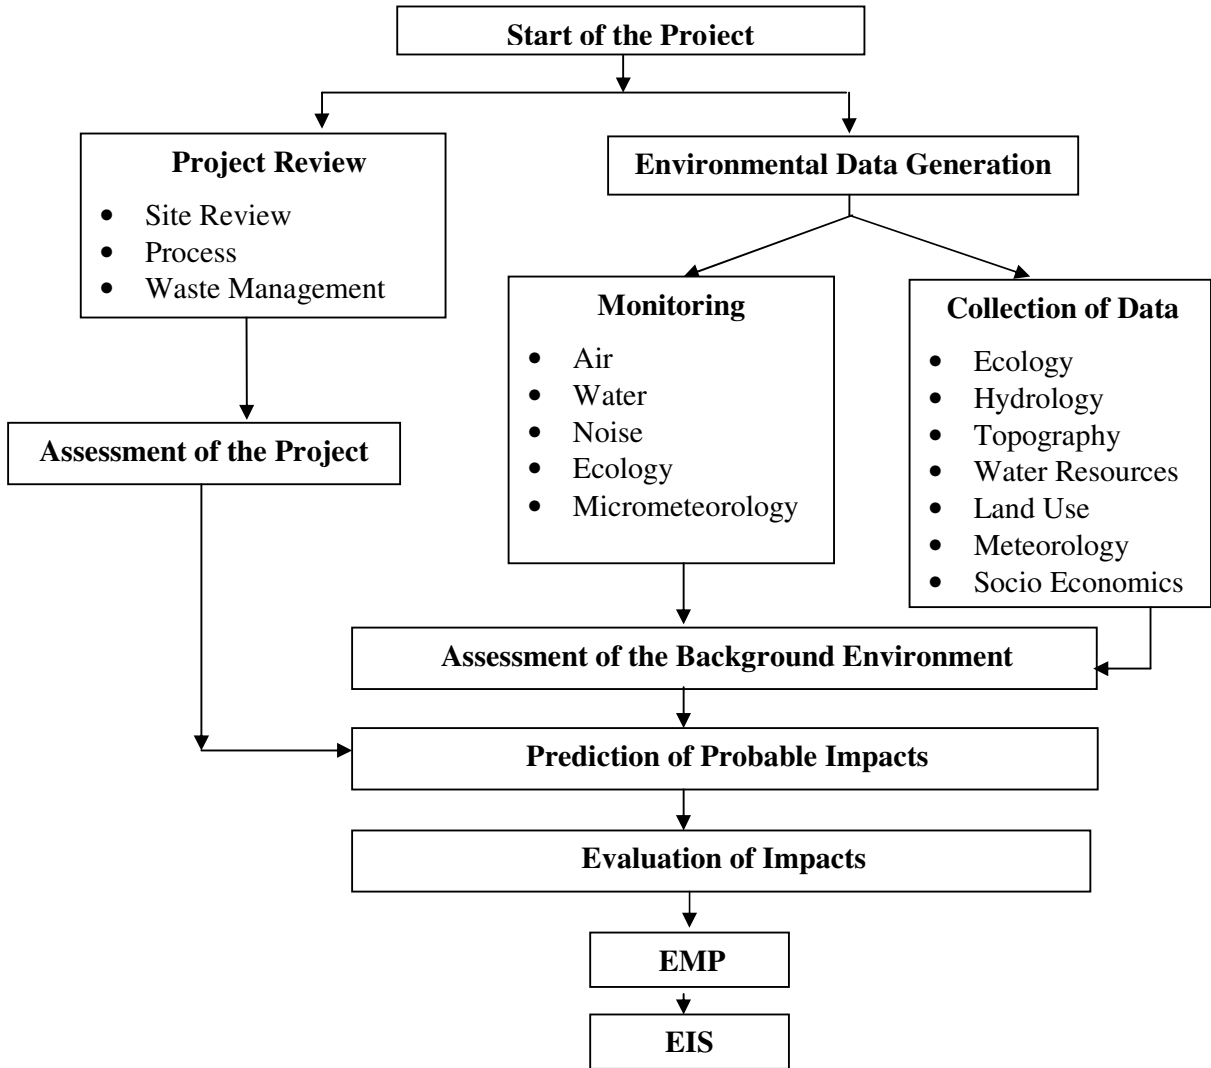 Start of the Project
Project Review
• Site Review
• Process
• Waste Management
Environmental Data Generation
Monitoring
• Air
• Water
• Noise
• Ecology
• Micrometeorology
Collection of Data
• Ecology
• Hydrology
• Topography
• Water Resources
• Land Use
• Meteorology
• Socio Economics
Assessment of the Project
Assessment of the Background Environment
Prediction of Probable Impacts
Evaluation of Impacts
EMP
EIS